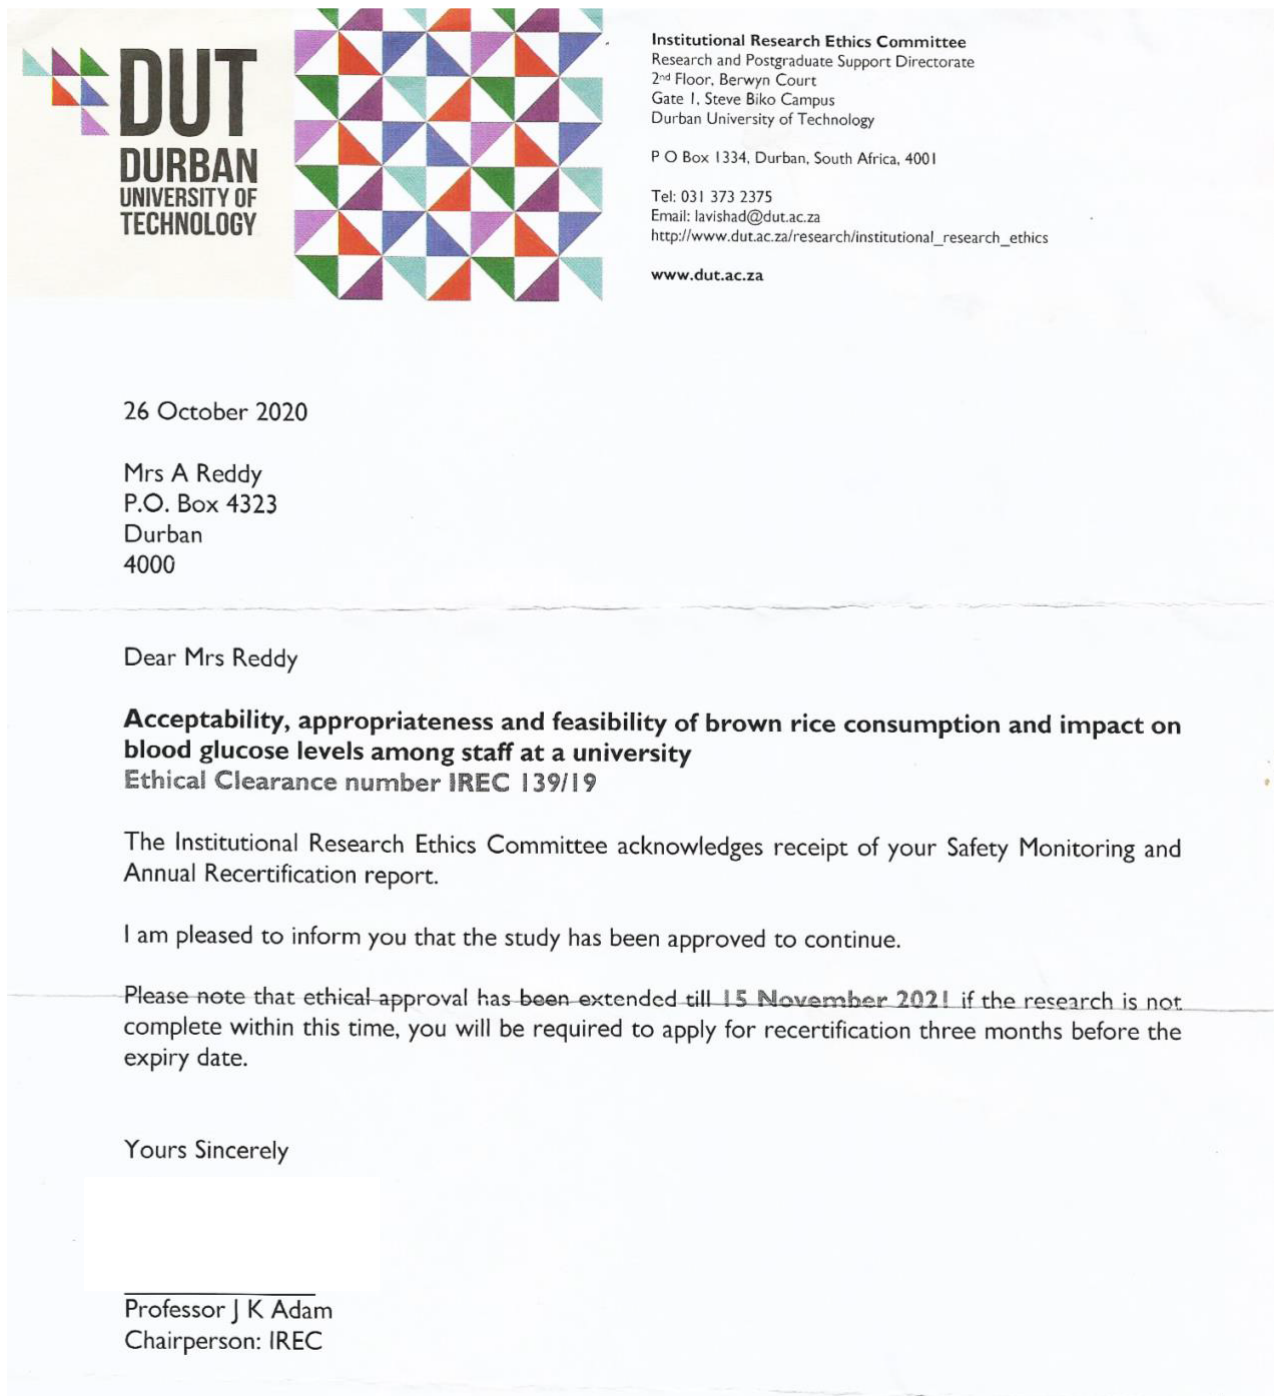 DUT
DURBAN
UNIVERSITY OF
TECHNOLOGY
Institutional Research Ethics Committee
Research and Postgraduate Support Directorate
2nd Floor, Berwyn Court
Gate 1, Steve Biko Campus
Durban University of Technology
P O Box 1334, Durban, South Africa, 4001
Tel: 031 373 2375
Email: lavishad@dut.ac.za
http://www.dut.ac.za/research/institutional_research_ethics
www.dut.ac.za
26 October 2020
Mrs A Reddy
P.O. Box 4323
Durban
4000
Dear Mrs Reddy
Acceptability, appropriateness and feasibility of brown rice consumption and impact on
blood glucose levels among staff at a university
Ethical Clearance number IREC 139/19
The Institutional Research Ethics Committee acknowledges receipt of your Safety Monitoring and
Annual Recertification report.
I am pleased to inform you that the study has been approved to continue.
Please note that ethical approval has been extended till 15 November 2021 if the research is not
complete within this time, you will be required to apply for recertification three months before the
expiry date.
Yours Sincerely
Professor J K Adam
Chairperson: IREC